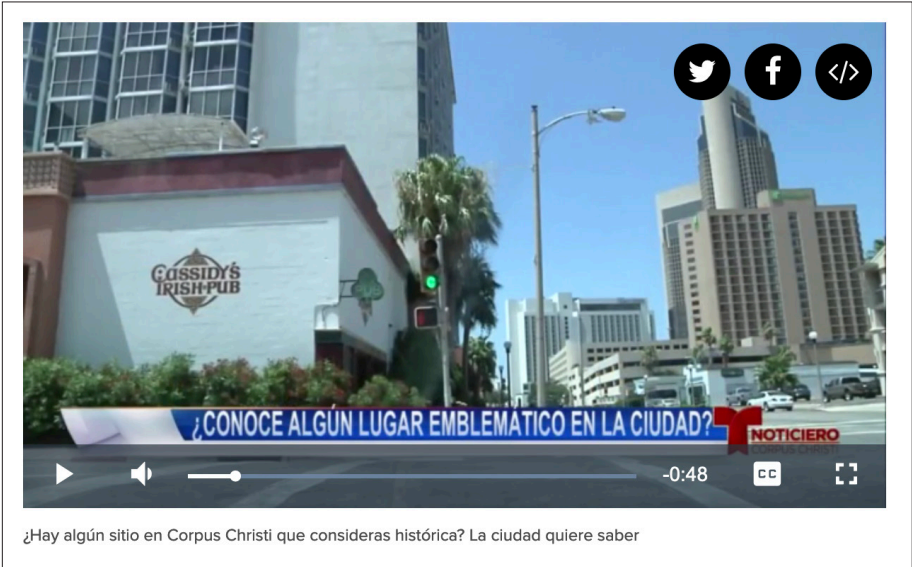 CASSIDY'S
IRISH PUB
¿CONOCE ALGÚN LUGAR EMBLEMÁTICO EN LA CIUDAD?
NOTICIERO
CORPUS CHRISTI
-0:48
CC
¿Hay algún sitio en Corpus Christi que consideras histórica? La ciudad quiere saber